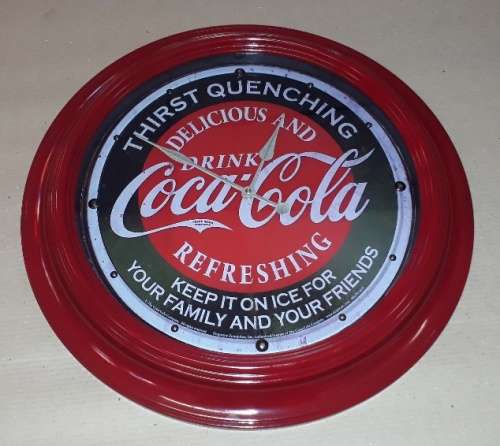 THIRST QUENCHING
DELICIOUS AND
DRINK
Coca-Cola
REFRESHING
KEEP IT ON ICE FOR
YOUR FAMILY AND YOUR FRIENDS